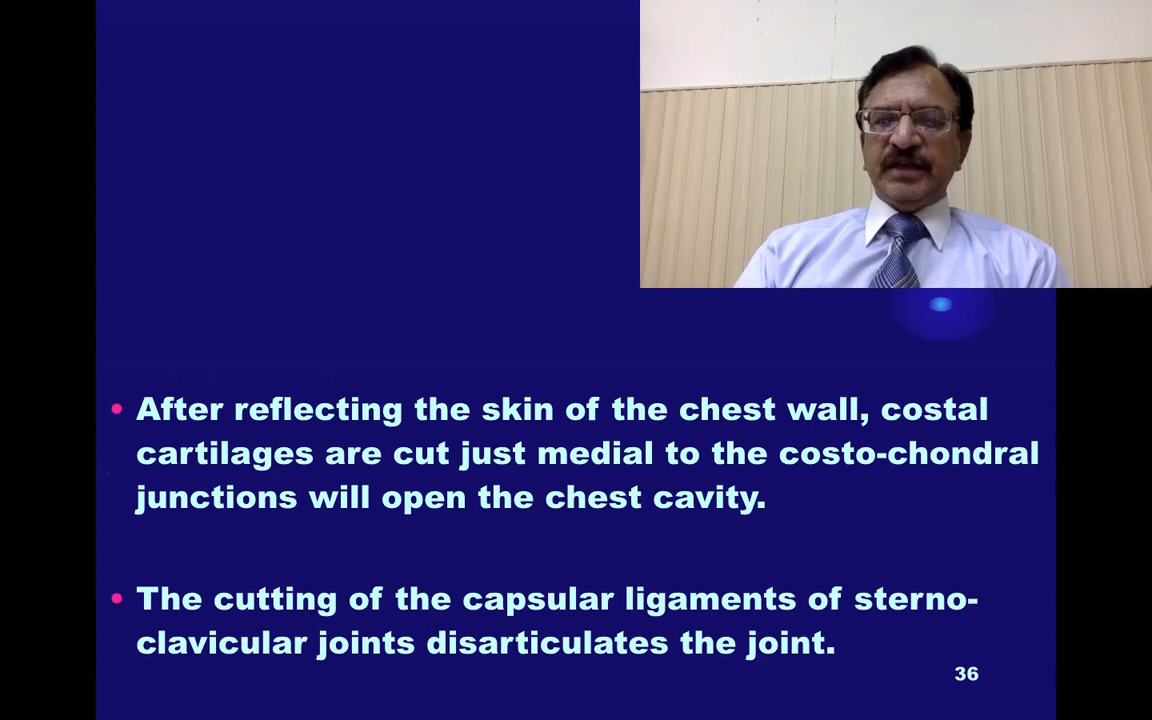 • After reflecting the skin of the chest wall, costal
cartilages are cut just medial to the costo-chondral
junctions will open the chest cavity.
• The cutting of the capsular ligaments of sterno-
clavicular joints disarticulates the joint.
36